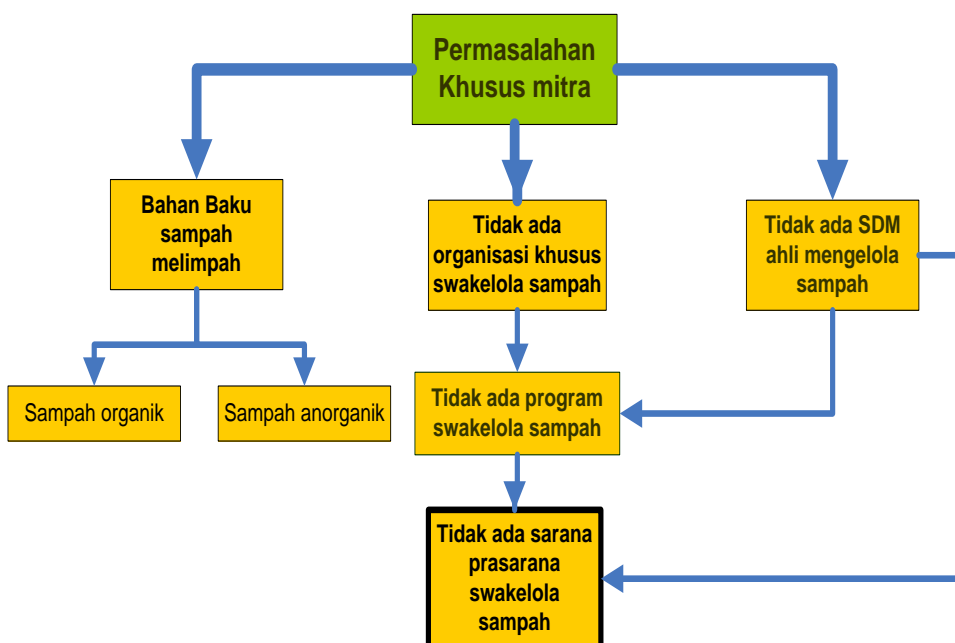 Permasalahan
Khusus mitra
Bahan Baku
sampah
melimpah
Tidak ada
organisasi khusus
swakelola sampah
Tidak ada SDM
ahli mengelola
sampah
Sampah organik
Sampah anorganik
Tidak ada program
swakelola sampah
Tidak ada sarana
prasarana
swakelola
sampah